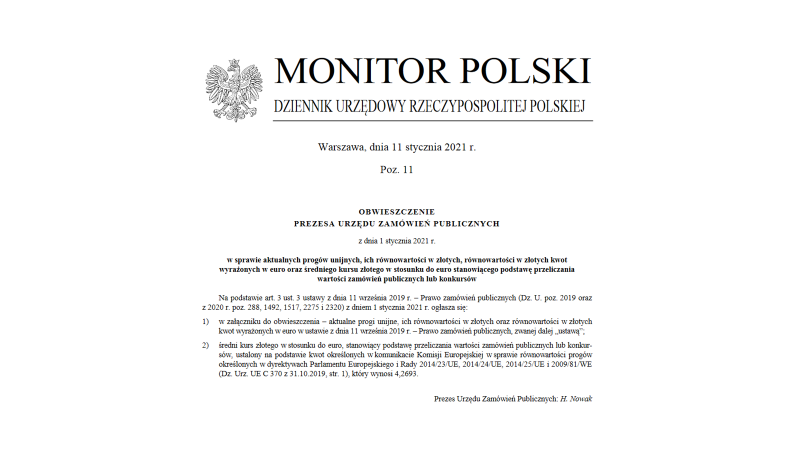 MONITOR POLSKI
DZIENNIK URZĘDOWY RZECZYPOSPOLITEJ POLSKIEJ
Warszawa, dnia 11 stycznia 2021 r.
Poz. 11
OBWIESZCZENIE
PREZESA URZĘDU ZAMÓWIEŃ PUBLICZNYCH
z dnia 1 stycznia 2021 r.
w sprawie aktualnych progów unijnych, ich równowartości w złotych, równowartości w złotych kwot
wyrażonych w euro oraz średniego kursu złotego w stosunku do euro stanowiącego podstawę przeliczania
wartości zamówień publicznych lub konkursów
Na podstawie art. 3 ust. 3 ustawy z dnia 11 września 2019 r. – Prawo zamówień publicznych (Dz. U. poz. 2019 oraz
z 2020 r. poz. 288, 1492, 1517, 2275 i 2320) z dniem 1 stycznia 2021 r. ogłasza się:
1) w załączniku do obwieszczenia – aktualne progi unijne, ich równowartości w złotych oraz równowartości w złotych
kwot wyrażonych w euro w ustawie z dnia 11 września 2019 r. – Prawo zamówień publicznych, zwanej dalej „ustawą”;
2) średni kurs złotego w stosunku do euro, stanowiący podstawę przeliczania wartości zamówień publicznych lub konkur-
sów, ustalony na podstawie kwot określonych w komunikacie Komisji Europejskiej w sprawie równowartości progów
określonych w dyrektywach Parlamentu Europejskiego i Rady 2014/23/UE, 2014/24/UE, 2014/25/UE i 2009/81/WE
(Dz. Urz. UE C 370 z 31.10.2019, str. 1), który wynosi 4,2693.
Prezes Urzędu Zamówień Publicznych: H. Nowak